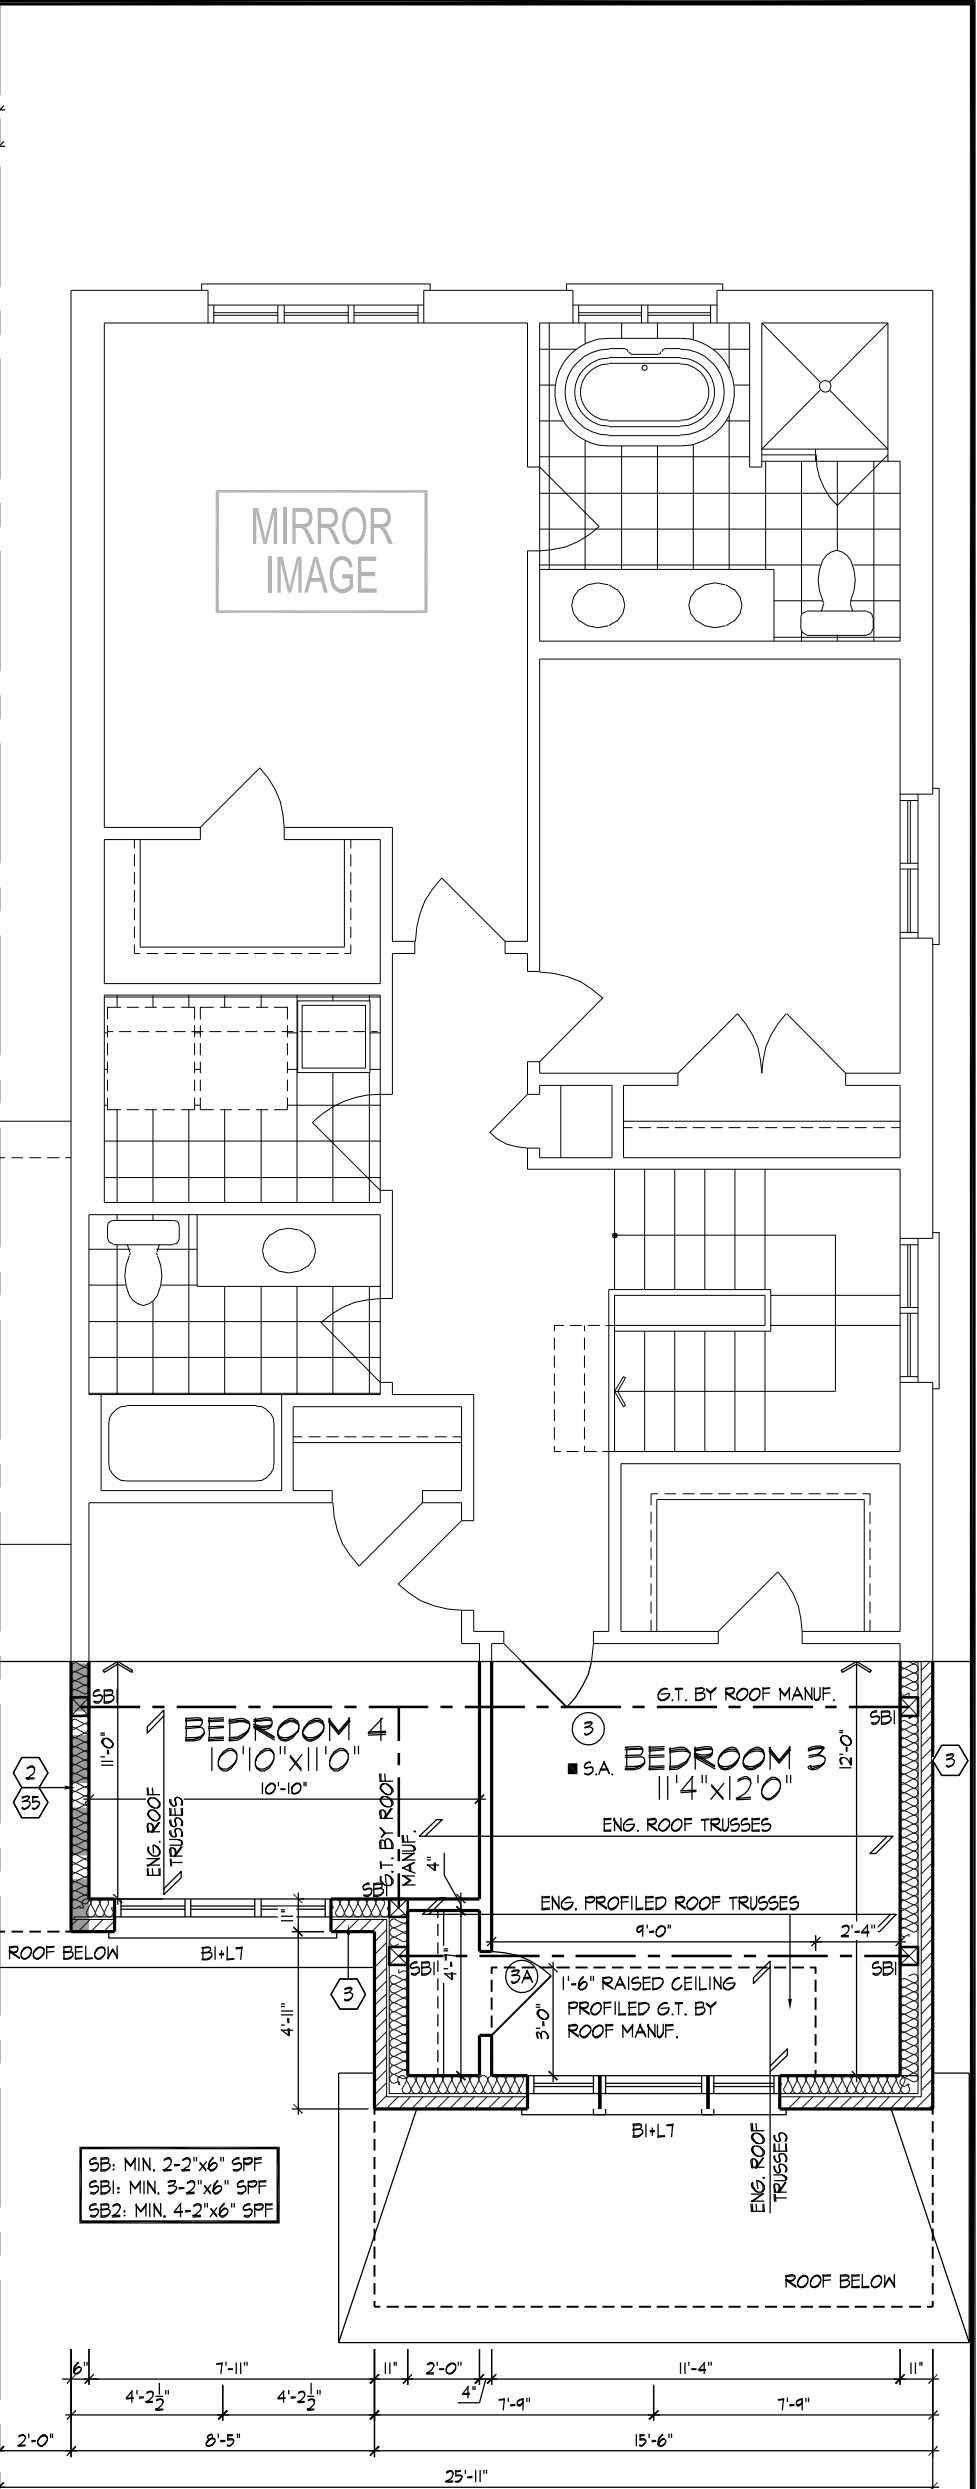 MIRROR
IMAGE
G.T. BY ROOF MANUF.
SB1
SB1
BEDROOM 4
10'10"x11'0"
11'-0"
10'-10"
ENG. ROOF
TRUSSES
G.T. BY ROOF
MANUF.
3
S.A.
BEDROOM 3
11'4"x12'0"
12'-0"
3
2
35
ENG. ROOF TRUSSES
4"
SB1
ENG. PROFILED ROOF TRUSSES
11"
9'-0"
2'-4"
ROOF BELOW
B1+L7
SB1
4'-1"
3A
SB1
1'-6" RAISED CEILING
PROFILED G.T. BY
ROOF MANUF.
3
4'-11"
3'-0"
B1+L7
ENG. ROOF
TRUSSES
SB: MIN. 2-2"x6" SPF
SB1: MIN. 3-2"x6" SPF
SB2: MIN. 4-2"x6" SPF
ROOF BELOW
6"
7'-11"
11"
2'-0"
11'-4"
11"
4'-2½"
4'-2½"
4"
7'-9"
7'-9"
2'-0"
8'-5"
15'-6"
25'-11"